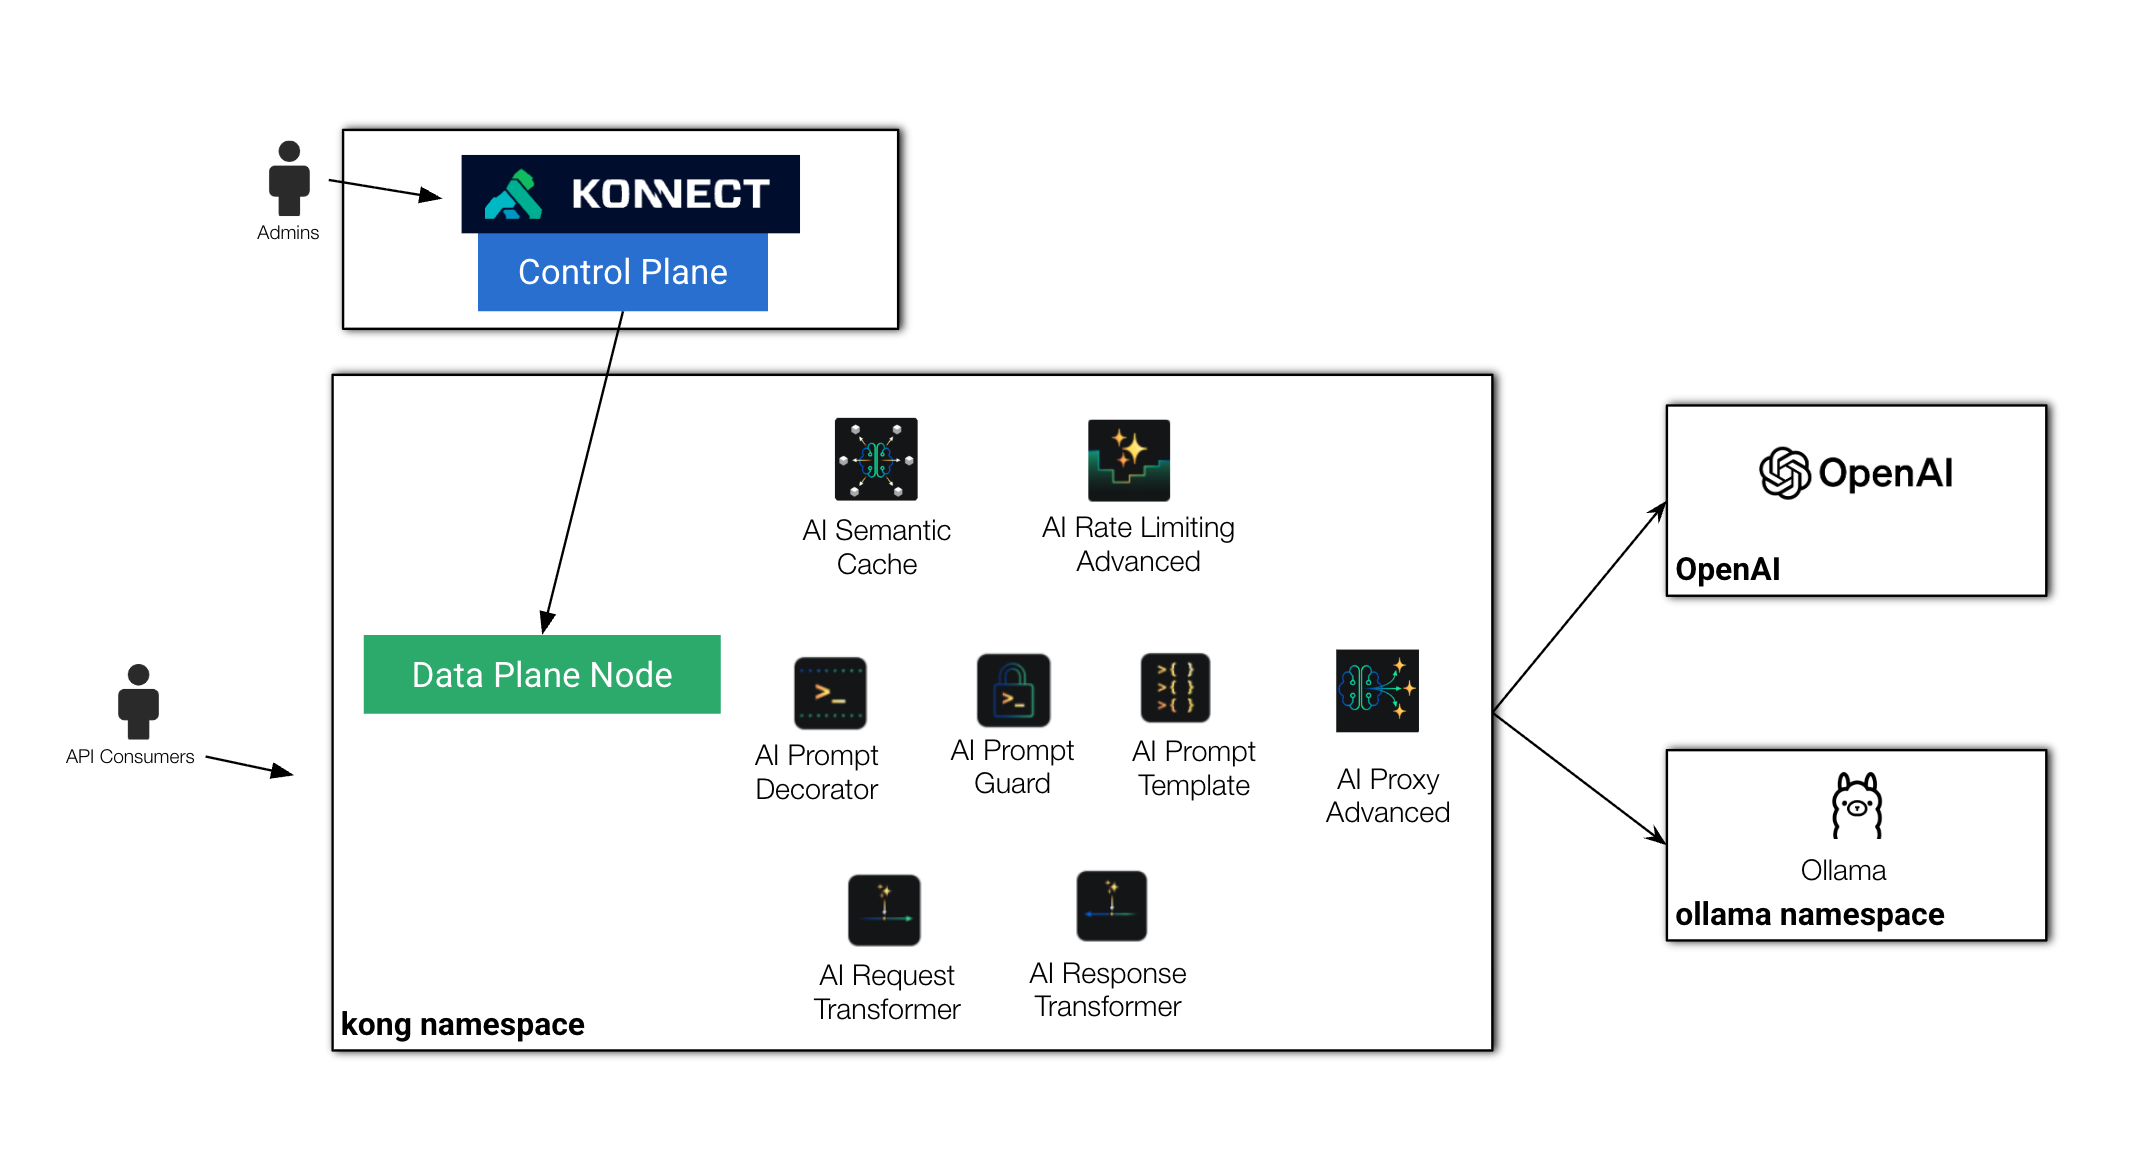 Admins
KONNECT
Control Plane
AI Semantic
Cache
AI Rate Limiting
Advanced
OpenAI
OpenAI
Data Plane Node
API Consumers
>_
AI Prompt
Decorator
>_
AI Prompt
Guard
>{ }
>{ }
>{ }
AI Prompt
Template
AI Proxy
Advanced
Ollama
ollama namespace
AI Request
Transformer
AI Response
Transformer
kong namespace